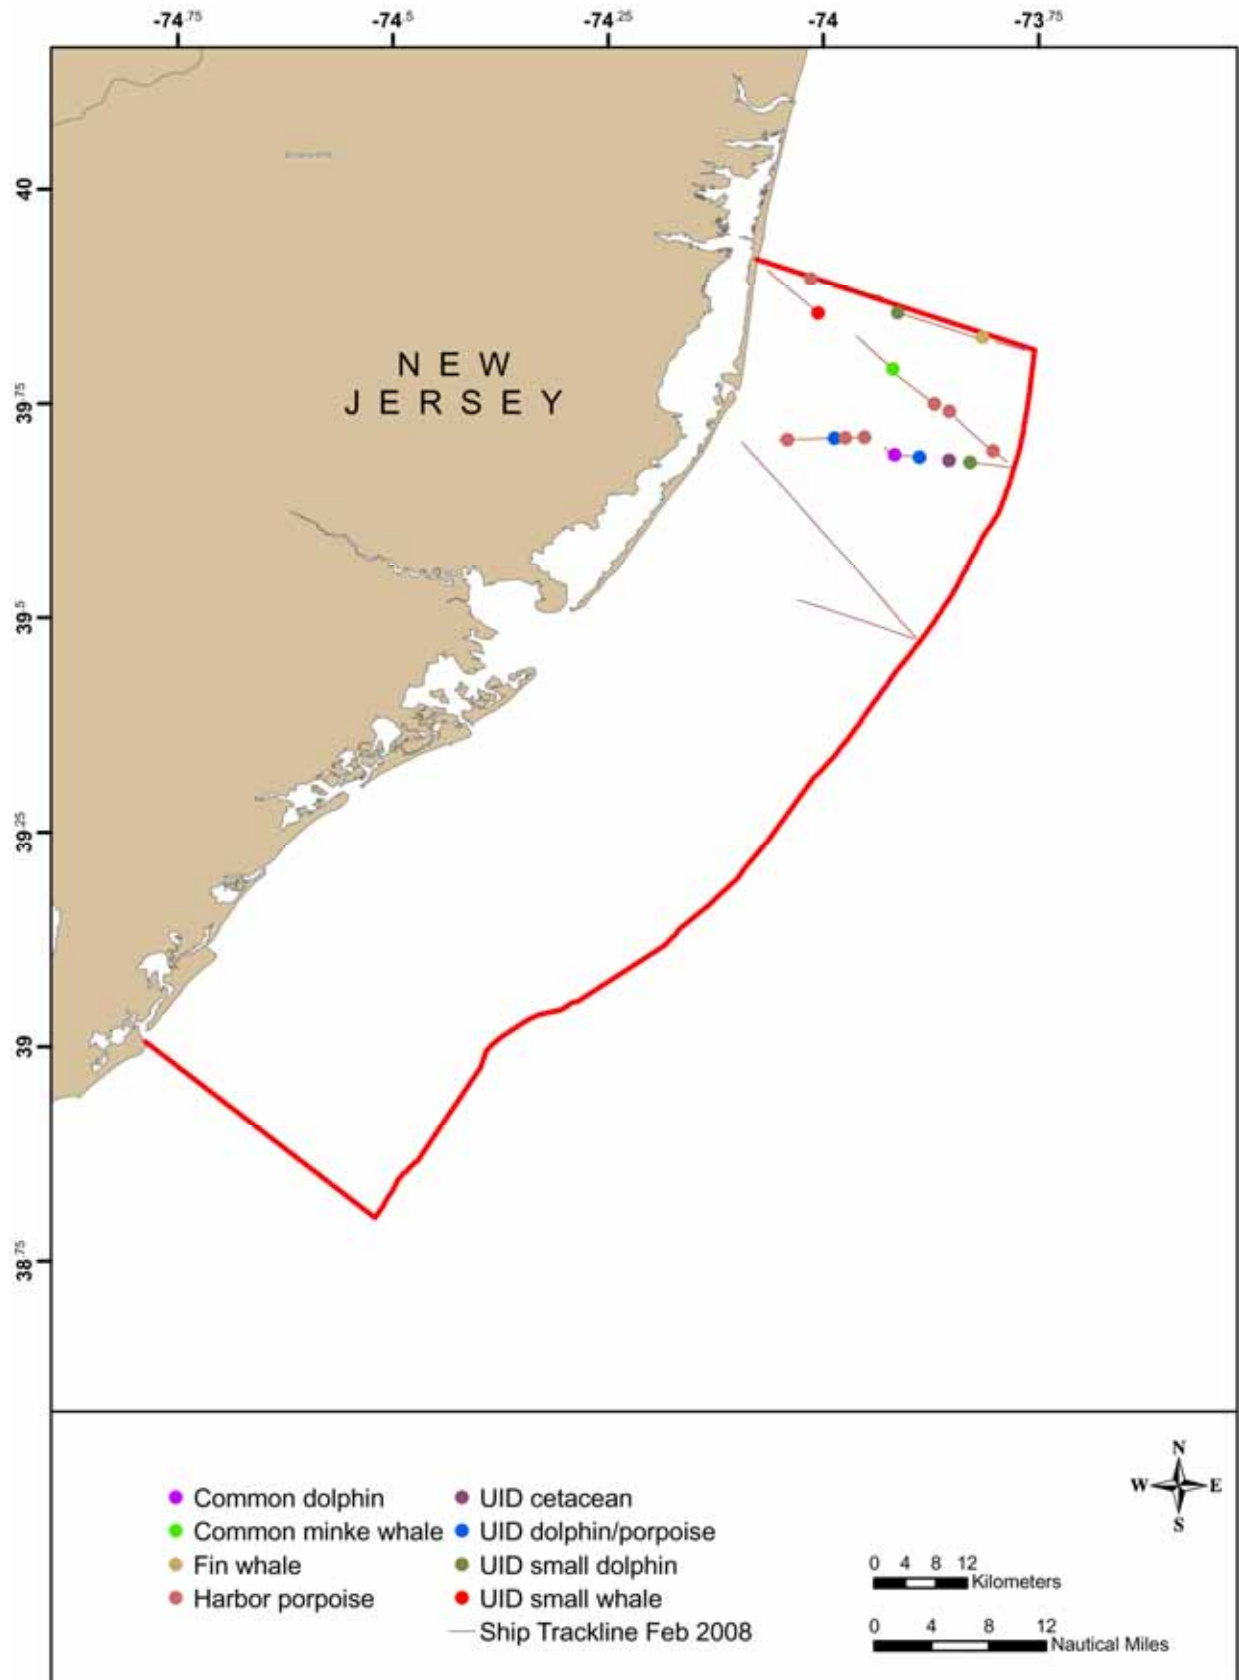 -74.75 -74.5 -74.25 -74 -73.75
40
39.75
39.5
39.25
39
38.75
NEW
JERSEY
Common dolphin
Common minke whale
Fin whale
Harbor porpoise
UID cetacean
UID dolphin/porpoise
UID small dolphin
UID small whale
Ship Trackline Feb 2008
N
W E
S
0 4 8 12
Kilometers
0 4 8 12
Nautical Miles